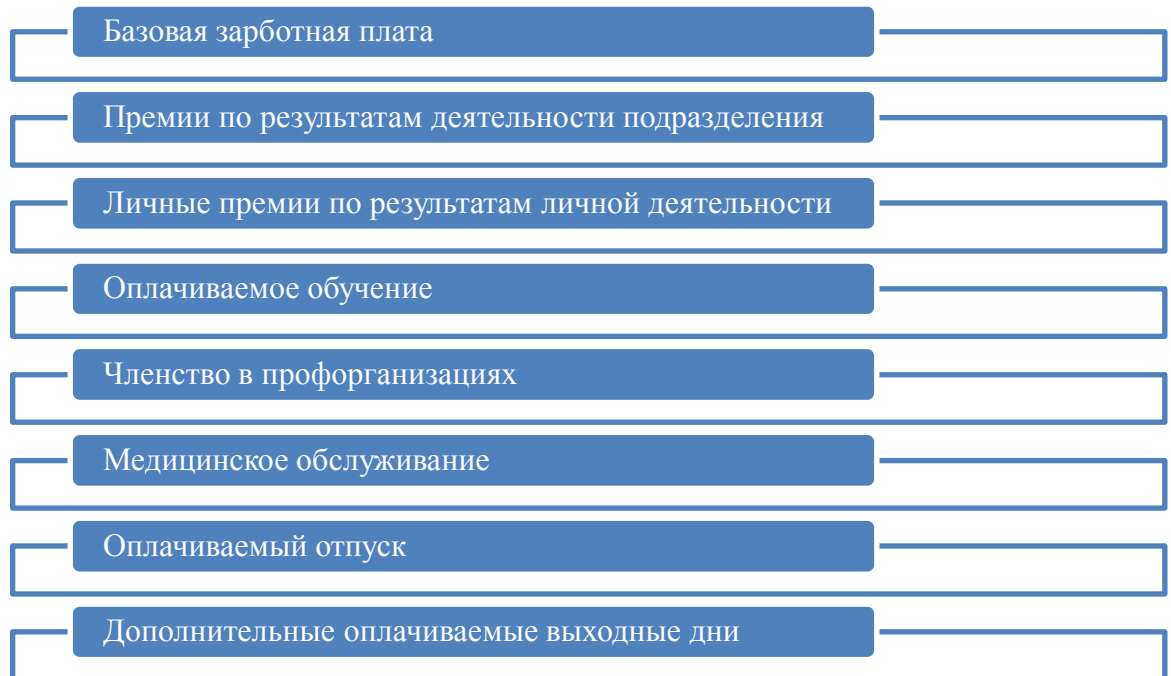 Базовая зарботная плата
Премии по результатам деятельности подразделения
Личные премии по результатам личной деятельности
Оплачиваемое обучение
Членство в профорганизациях
Медицинское обслуживание
Оплачиваемый отпуск
Дополнительные оплачиваемые выходные дни